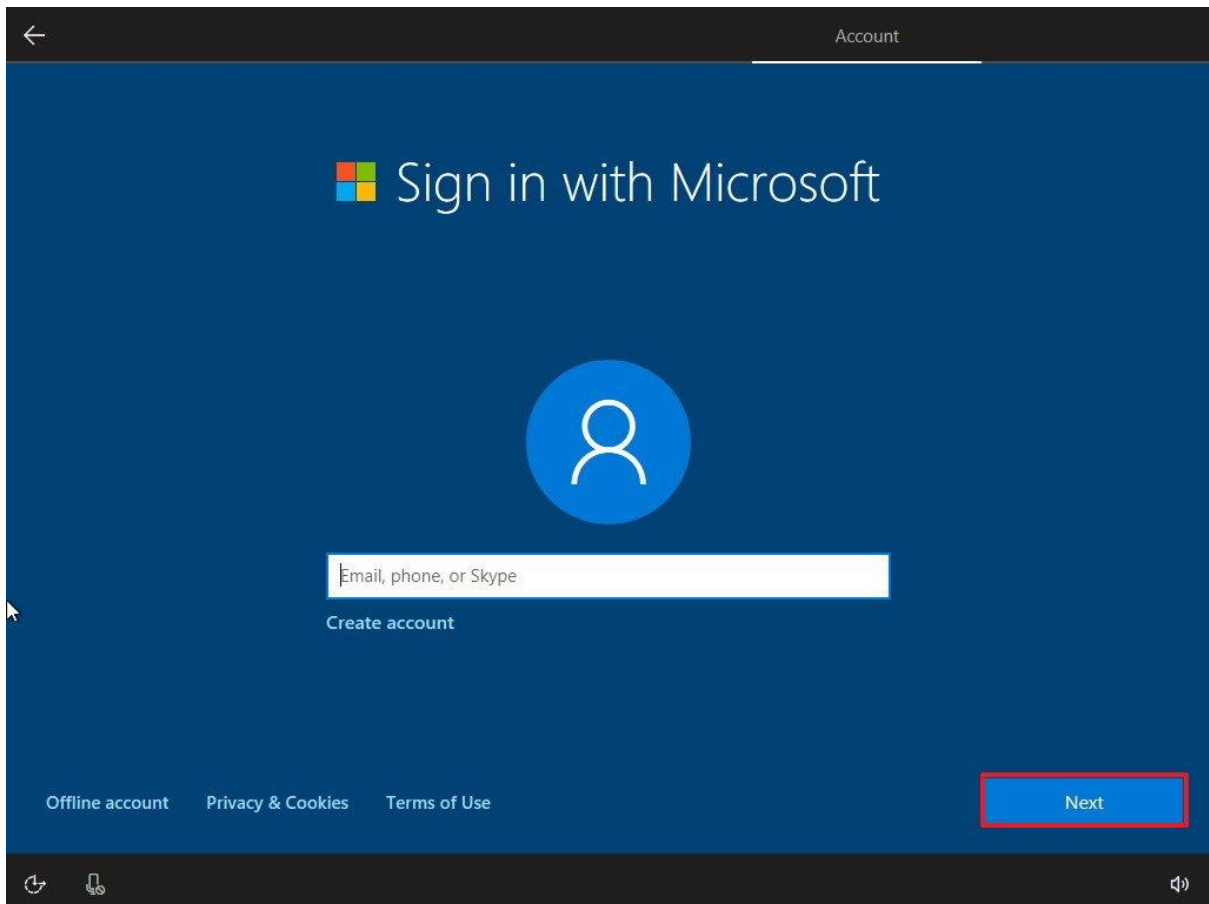 Account
Sign in with Microsoft
Email, phone, or Skype
Create account
Offline account Privacy & Cookies Terms of Use Next